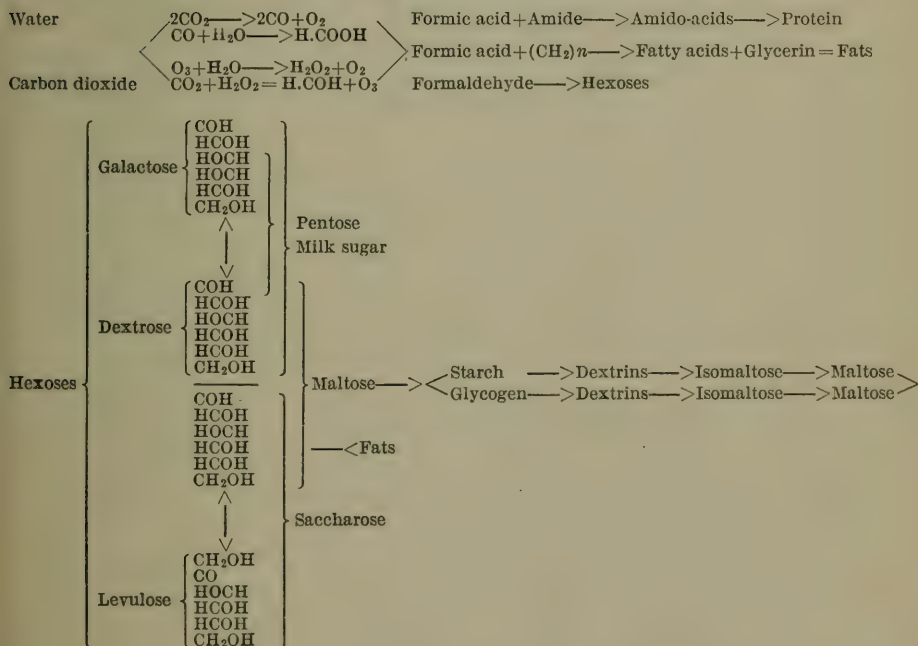 Water 2CO₂—>2CO+O₂ Formic acid+Amide—>Amido-acids—>Protein
CO+H₂O—>H.COOH
Formic acid+(CH₂)n—>Fatty acids+Glycerin=Fats
O₃+H₂O—>H₂O₂+O₂
Carbon dioxide CO₂+H₂O₂=H.COH+O₃ Formaldehyde—>Hexoses
COH
HCOH
Galactose HOCH
HOCH
HCOH
CH₂OH
Pentose
Milk sugar
COH
HCOH
Dextrose HOCH
HCOH
HCOH
CH₂OH
Starch —>Dextrins—>Isomaltose—>Maltose
Hexoses Maltose—>
Glycogen—>Dextrins—>Isomaltose—>Maltose
COH
HCOH
HOCH
HCOH —<Fats
HCOH
CH₂OH
Saccharose
CH₂OH
CO
Levulose HOCH
HCOH
HCOH
CH₂OH